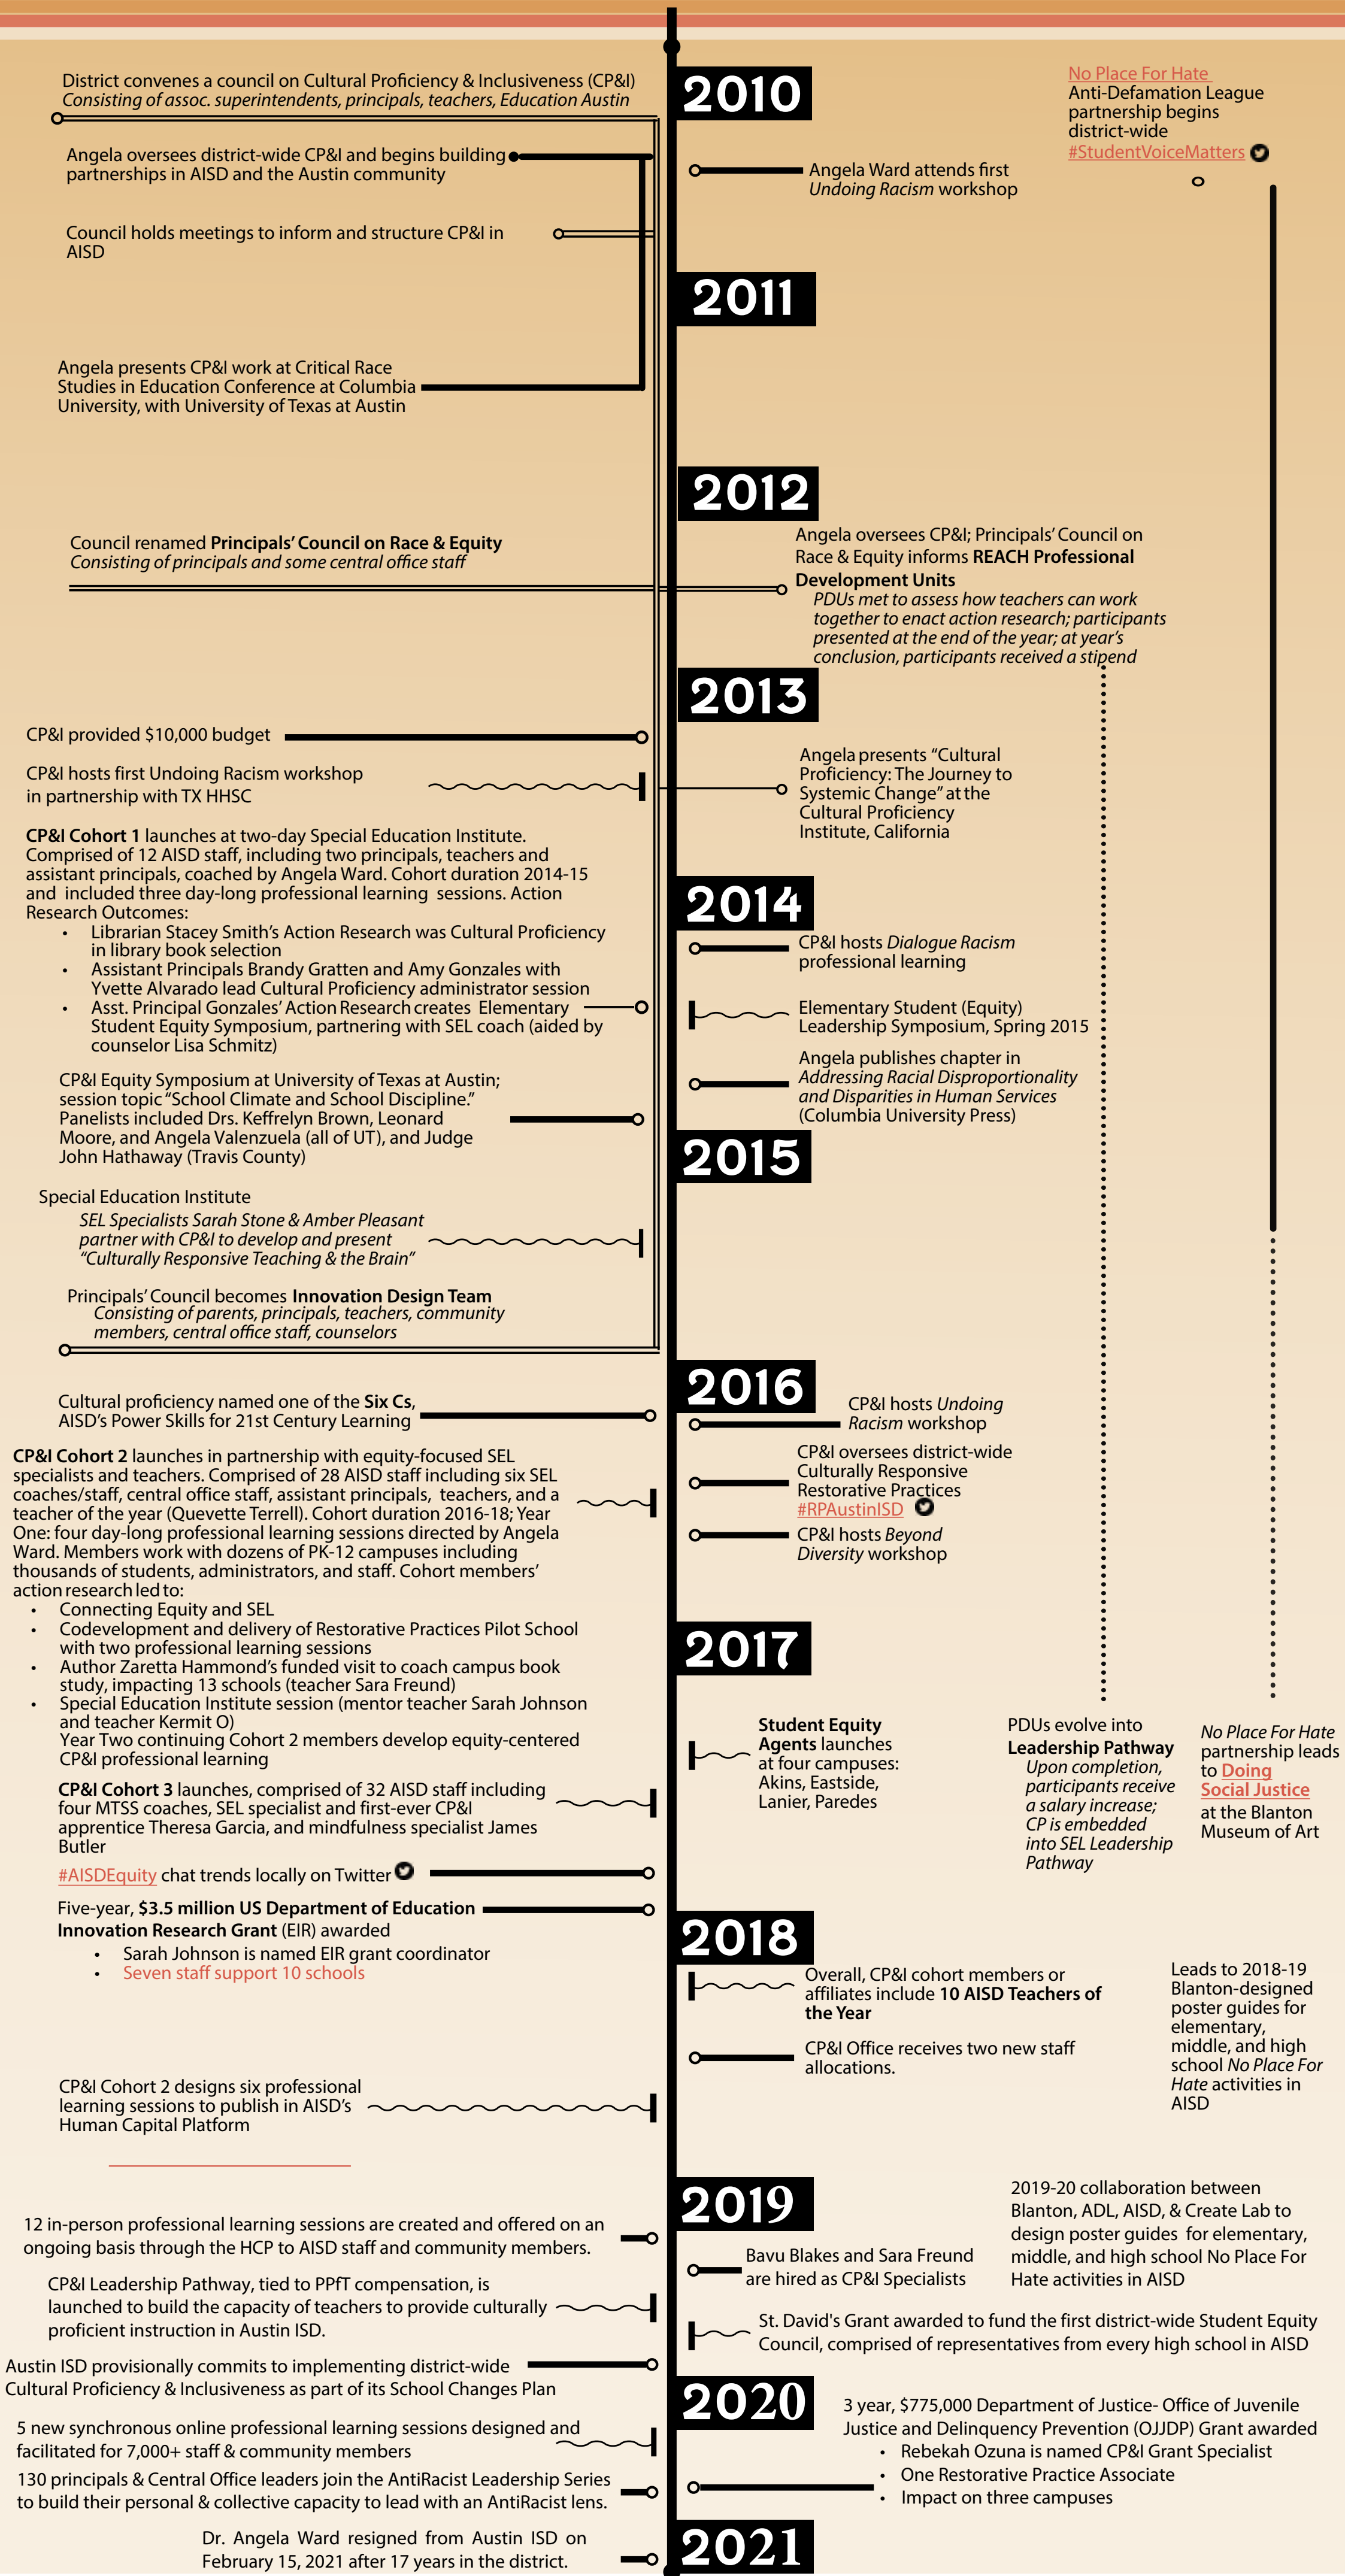 2010
District convenes a council on Cultural Proficiency & Inclusiveness (CP&I)
Consisting of assoc. superintendents, principals, teachers, Education Austin
No Place For Hate
Anti-Defamation League
partnership begins
district-wide
#StudentVoiceMatters
Angela oversees district-wide CP&I and begins building
partnerships in AISD and the Austin community
Angela Ward attends first
Undoing Racism workshop
Council holds meetings to inform and structure CP&I in
AISD
2011
Angela presents CP&I work at Critical Race
Studies in Education Conference at Columbia
University, with University of Texas at Austin
2012
Council renamed Principals’ Council on Race & Equity
Consisting of principals and some central office staff
Angela oversees CP&I; Principals’ Council on
Race & Equity informs REACH Professional
Development Units
PDUs met to assess how teachers can work
together to enact action research; participants
presented at the end of the year; at year’s
conclusion, participants received a stipend
2013
CP&I provided $10,000 budget
CP&I hosts first Undoing Racism workshop
in partnership with TX HHSC
Angela presents “Cultural
Proficiency: The Journey to
Systemic Change” at the
Cultural Proficiency
Institute, California
CP&I Cohort 1 launches at two-day Special Education Institute.
Comprised of 12 AISD staff, including two principals, teachers and
assistant principals, coached by Angela Ward. Cohort duration 2014-15
and included three day-long professional learning sessions. Action
Research Outcomes:
• Librarian Stacey Smith’s Action Research was Cultural Proficiency
in library book selection
• Assistant Principals Brandy Gratten and Amy Gonzales with
Yvette Alvarado lead Cultural Proficiency administrator session
• Asst. Principal Gonzales’ Action Research creates Elementary
Student Equity Symposium, partnering with SEL coach (aided by
counselor Lisa Schmitz)
2014
CP&I hosts Dialogue Racism
professional learning
Elementary Student (Equity)
Leadership Symposium, Spring 2015
Angela publishes chapter in
Addressing Racial Disproportionality
and Disparities in Human Services
(Columbia University Press)
CP&I Equity Symposium at University of Texas at Austin;
session topic “School Climate and School Discipline.”
Panelists included Drs. Keffrelyn Brown, Leonard
Moore, and Angela Valenzuela (all of UT), and Judge
John Hathaway (Travis County)
2015
Special Education Institute
SEL Specialists Sarah Stone & Amber Pleasant
partner with CP&I to develop and present
“Culturally Responsive Teaching & the Brain”
Principals’ Council becomes Innovation Design Team
Consisting of parents, principals, teachers, community
members, central office staff, counselors
2016
Cultural proficiency named one of the Six Cs,
AISD’s Power Skills for 21st Century Learning
CP&I hosts Undoing
Racism workshop
CP&I oversees district-wide
Culturally Responsive
Restorative Practices
#RPAustinISD
CP&I hosts Beyond
Diversity workshop
CP&I Cohort 2 launches in partnership with equity-focused SEL
specialists and teachers. Comprised of 28 AISD staff including six SEL
coaches/staff, central office staff, assistant principals, teachers, and a
teacher of the year (Quevette Terrell). Cohort duration 2016-18; Year
One: four day-long professional learning sessions directed by Angela
Ward. Members work with dozens of PK-12 campuses including
thousands of students, administrators, and staff. Cohort members’
action research led to:
• Connecting Equity and SEL
• Codevelopment and delivery of Restorative Practices Pilot School
with two professional learning sessions
• Author Zaretta Hammond’s funded visit to coach campus book
study, impacting 13 schools (teacher Sara Freund)
• Special Education Institute session (mentor teacher Sarah Johnson
and teacher Kermit O)
Year Two continuing Cohort 2 members develop equity-centered
CP&I professional learning
2017
Student Equity
Agents launches
at four campuses:
Akins, Eastside,
Lanier, Paredes
PDUs evolve into
Leadership Pathway
Upon completion,
participants receive
a salary increase;
CP is embedded
into SEL Leadership
Pathway
No Place For Hate
partnership leads
to Doing
Social Justice
at the Blanton
Museum of Art
CP&I Cohort 3 launches, comprised of 32 AISD staff including
four MTSS coaches, SEL specialist and first-ever CP&I
apprentice Theresa Garcia, and mindfulness specialist James
Butler
#AISDEquity chat trends locally on Twitter
Five-year, $3.5 million US Department of Education
Innovation Research Grant (EIR) awarded
• Sarah Johnson is named EIR grant coordinator
• Seven staff support 10 schools
2018
Overall, CP&I cohort members or
affiliates include 10 AISD Teachers of
the Year
CP&I Office receives two new staff
allocations.
Leads to 2018-19
Blanton-designed
poster guides for
elementary,
middle, and high
school No Place For
Hate activities in
AISD
CP&I Cohort 2 designs six professional
learning sessions to publish in AISD’s
Human Capital Platform
2019
12 in-person professional learning sessions are created and offered on an
ongoing basis through the HCP to AISD staff and community members.
Bavu Blakes and Sara Freund
are hired as CP&I Specialists
2019-20 collaboration between
Blanton, ADL, AISD, & Create Lab to
design poster guides for elementary,
middle, and high school No Place For
Hate activities in AISD
CP&I Leadership Pathway, tied to PPfT compensation, is
launched to build the capacity of teachers to provide culturally
proficient instruction in Austin ISD.
St. David's Grant awarded to fund the first district-wide Student Equity
Council, comprised of representatives from every high school in AISD
Austin ISD provisionally commits to implementing district-wide
Cultural Proficiency & Inclusiveness as part of its School Changes Plan
2020
3 year, $775,000 Department of Justice- Office of Juvenile
Justice and Delinquency Prevention (OJJDP) Grant awarded
• Rebekah Ozuna is named CP&I Grant Specialist
• One Restorative Practice Associate
• Impact on three campuses
5 new synchronous online professional learning sessions designed and
facilitated for 7,000+ staff & community members
130 principals & Central Office leaders join the AntiRacist Leadership Series
to build their personal & collective capacity to lead with an AntiRacist lens.
2021
Dr. Angela Ward resigned from Austin ISD on
February 15, 2021 after 17 years in the district.